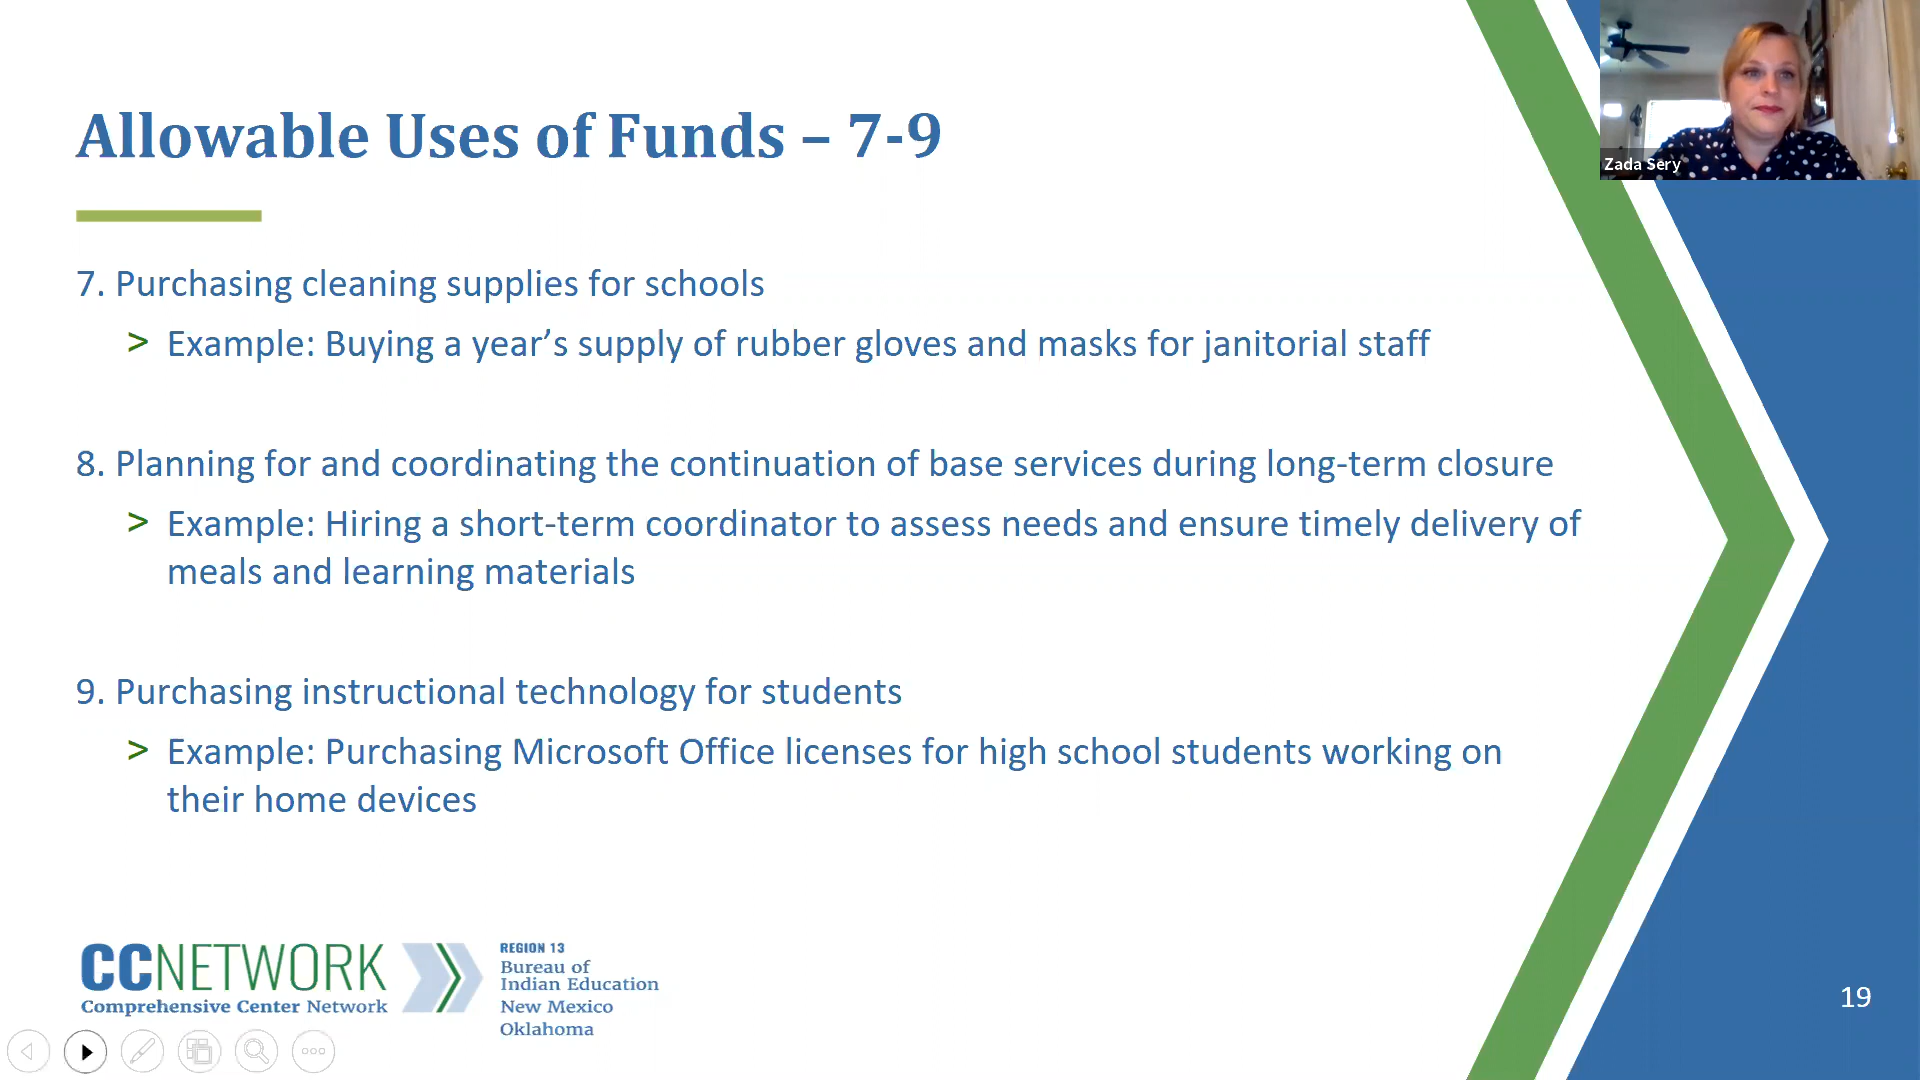 Allowable Uses of Funds – 7-9
Zada Sery
7. Purchasing cleaning supplies for schools
> Example: Buying a year’s supply of rubber gloves and masks for janitorial staff
8. Planning for and coordinating the continuation of base services during long-term closure
> Example: Hiring a short-term coordinator to assess needs and ensure timely delivery of
meals and learning materials
9. Purchasing instructional technology for students
> Example: Purchasing Microsoft Office licenses for high school students working on
their home devices
CCNETWORK
Comprehensive Center Network
REGION 13
Bureau of
Indian Education
New Mexico
Oklahoma
19